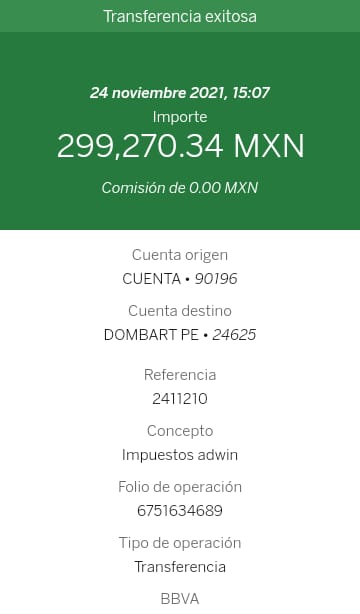 Transferencia exitosa
24 noviembre 2021, 15:07
Importe
299,270.34 MXN
Comisión de 0.00 MXN
Cuenta origen
CUENTA • 90196
Cuenta destino
DOMBART PE • 24625
Referencia
2411210
Concepto
Impuestos adwin
Folio de operación
6751634689
Tipo de operación
Transferencia
BBVA